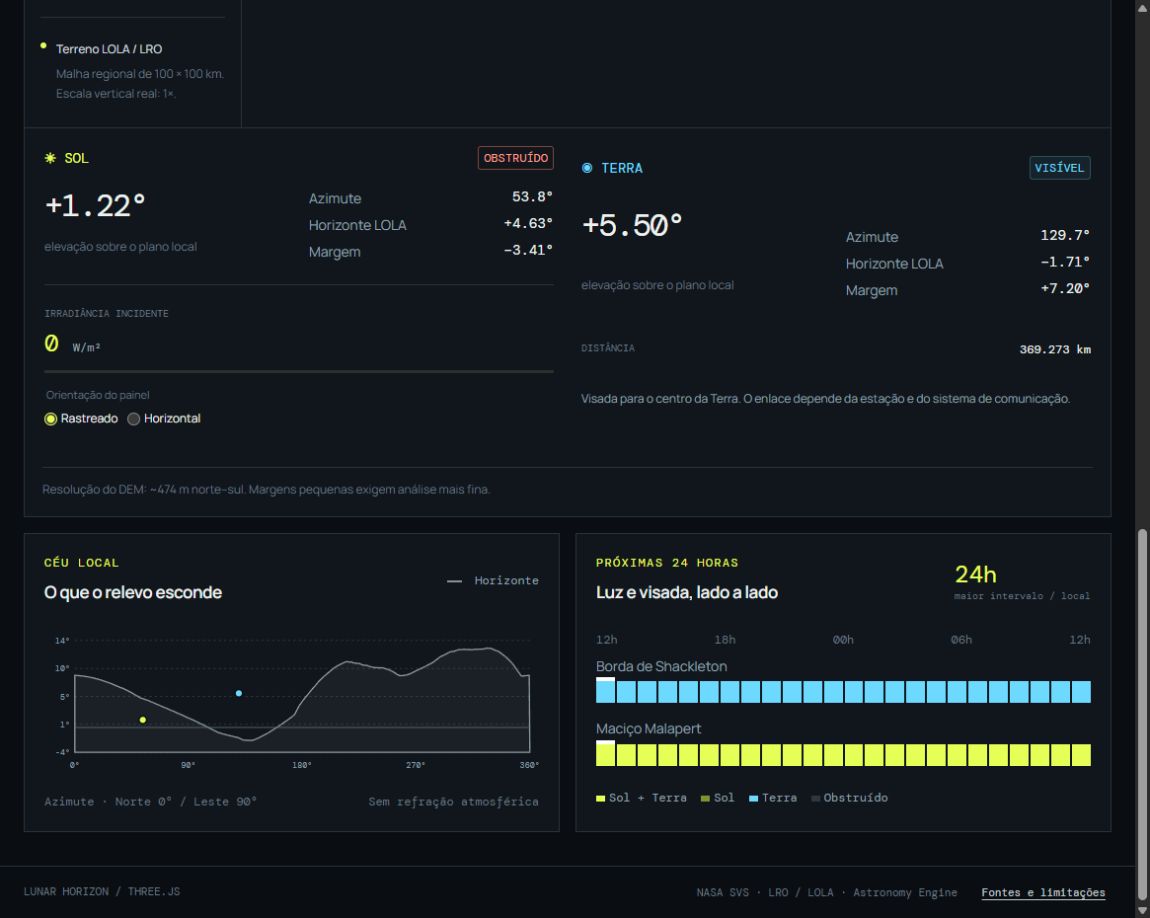 Terreno LOLA / LRO
Malha regional de 100 × 100 km.
Escala vertical real: 1×.
SOL
OBSTRUÍDO
+1.22°
elevação sobre o plano local
Azimute 53.8°
Horizonte LOLA +4.63°
Margem −3.41°
IRRADIÂNCIA INCIDENTE
0 W/m²
Orientação do painel
Rastreado Horizontal
TERRA
VISÍVEL
+5.50°
elevação sobre o plano local
Azimute 129.7°
Horizonte LOLA −1.71°
Margem +7.20°
DISTÂNCIA 369.273 km
Visada para o centro da Terra. O enlace depende da estação e do sistema de comunicação.
Resolução do DEM: ~474 m norte–sul. Margens pequenas exigem análise mais fina.
CÉU LOCAL
O que o relevo esconde
Horizonte
14°
10°
5°
1°
-4°
0° 90° 180° 270° 360°
Azimute · Norte 0° / Leste 90°
Sem refração atmosférica
PRÓXIMAS 24 HORAS
Luz e visada, lado a lado
24h
maior intervalo / local
12h 18h 00h 06h 12h
Borda de Shackleton
Maciço Malapert
Sol + Terra Sol Terra Obstruído
LUNAR HORIZON / THREE.JS
NASA SVS · LRO / LOLA · Astronomy Engine
Fontes e limitações